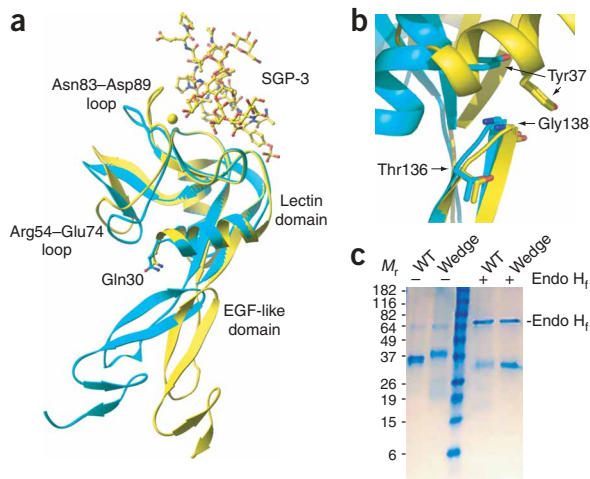 a
SGP-3
Asn83–Asp89
loop
Lectin
domain
Arg54–Glu74
loop
Gln30
EGF-like
domain
b
Tyr37
Gly138
Thr136
c
Mr WT Wedge WT Wedge
– – + + Endo Hf
182
116
82
64
49
37
26
19
15
6
-Endo Hf